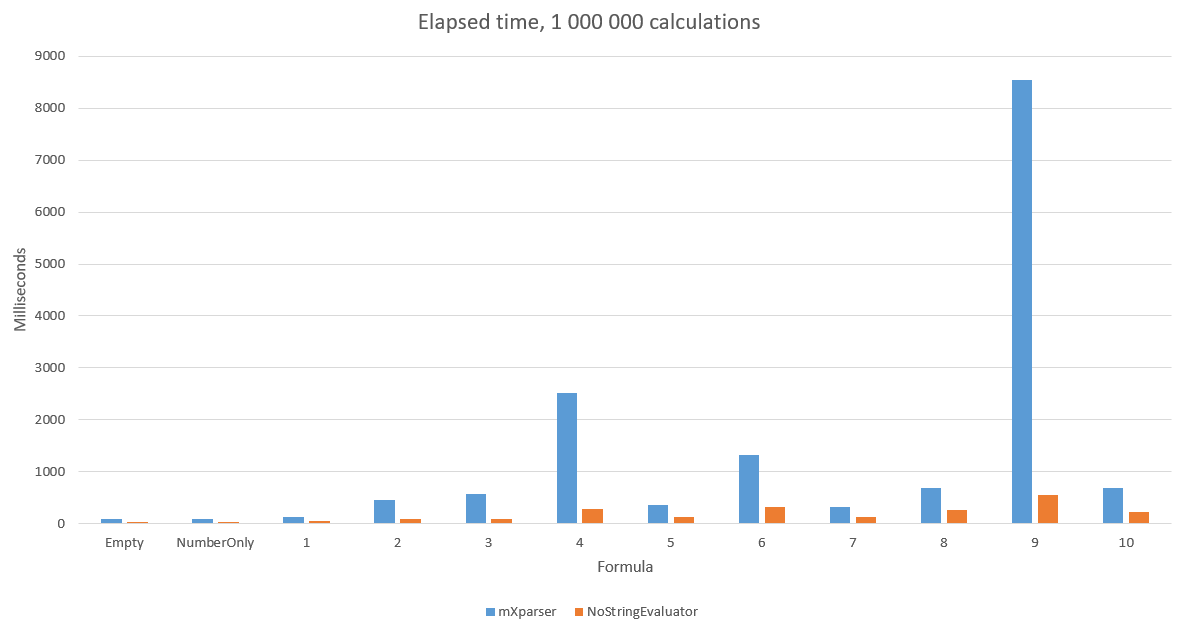 Elapsed time, 1 000 000 calculations
9000
8000
7000
6000
5000
4000
3000
2000
1000
0
Milliseconds
Empty NumberOnly 1 2 3 4 5 6 7 8 9 10
Formula
mXparser NoStringEvaluator